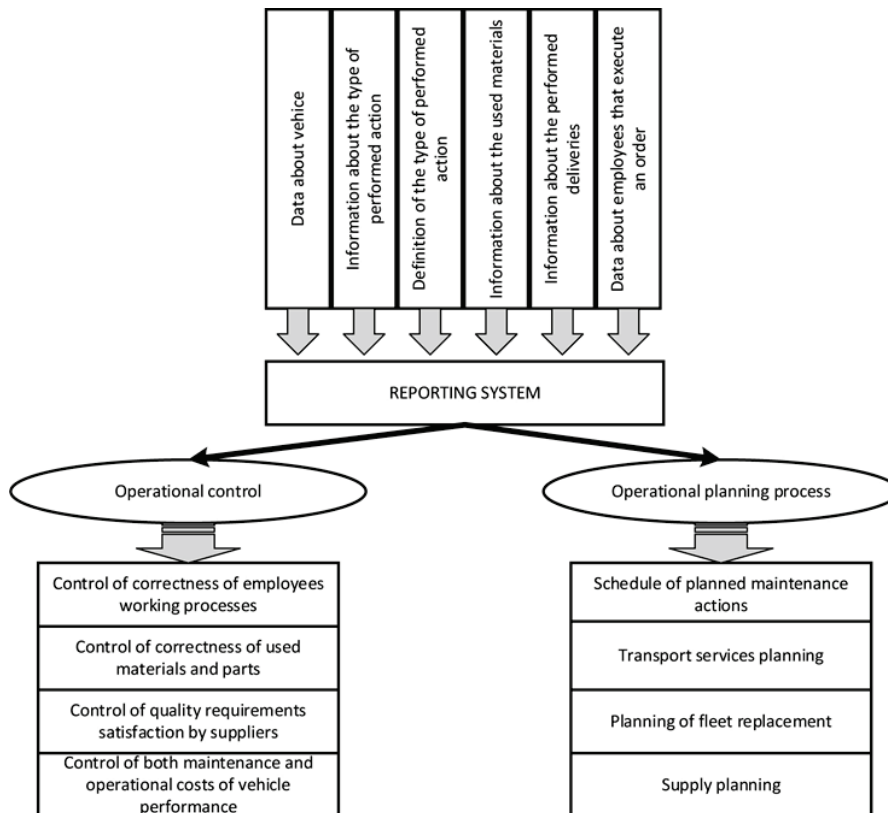 Data about vehice
Information about the type of
performed action
Definition of the type of performed
action
Information about the used materials
Information about the performed
deliveries
Data about employees that execute
an order
REPORTING SYSTEM
Operational control
Operational planning process
Control of correctness of employees
working processes
Control of correctness of used
materials and parts
Control of quality requirements
satisfaction by suppliers
Control of both maintenance and
operational costs of vehicle
performance
Schedule of planned maintenance
actions
Transport services planning
Planning of fleet replacement
Supply planning